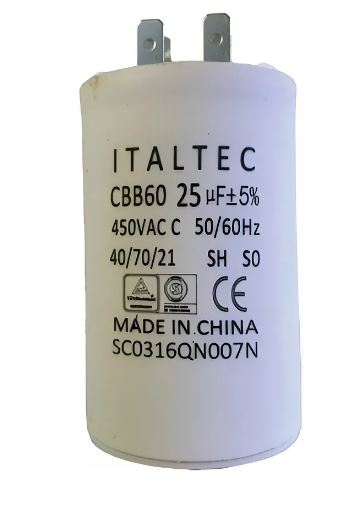 ITALTEC
CBB60 25 µF±5%
450VAC C 50/60Hz
40/70/21 SH S0
CE
MADE IN CHINA
SC0316QN007N